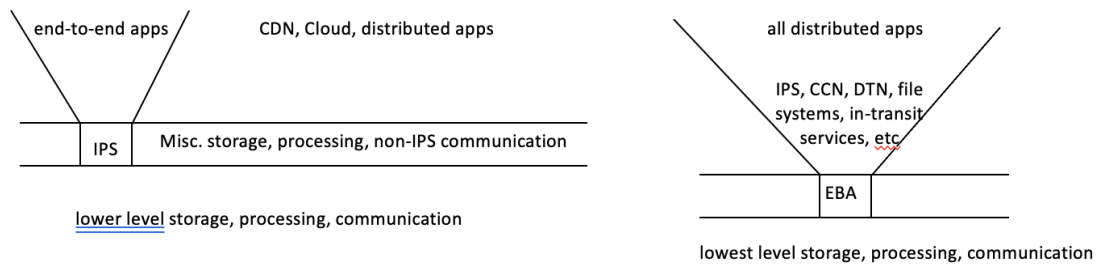 end-to-end apps
CDN, Cloud, distributed apps
IPS
Misc. storage, processing, non-IPS communication
lower level storage, processing, communication
all distributed apps
IPS, CCN, DTN, file
systems, in-transit
services, etc
EBA
lowest level storage, processing, communication